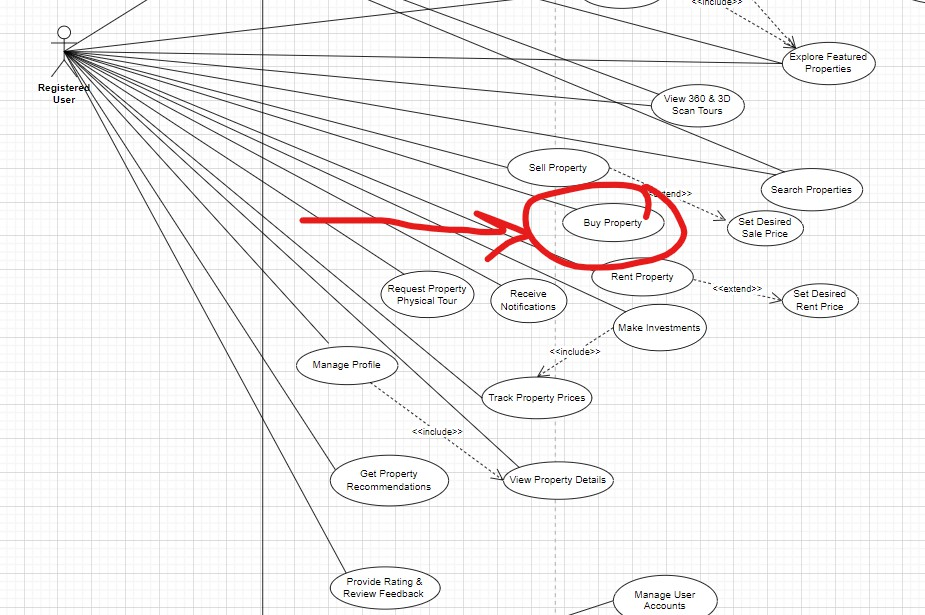 <<include>>
Explore Featured
Properties
Registered
User
View 360 & 3D
Scan Tours
Sell Property
<<extend>>
Search Properties
Buy Property
Set Desired
Sale Price
Rent Property
<<extend>>
Request Property
Physical Tour
Receive
Notifications
Set Desired
Rent Price
Make Investments
<<include>>
Manage Profile
Track Property Prices
<<include>>
Get Property
Recommendations
View Property Details
Provide Rating &
Review Feedback
Manage User
Accounts